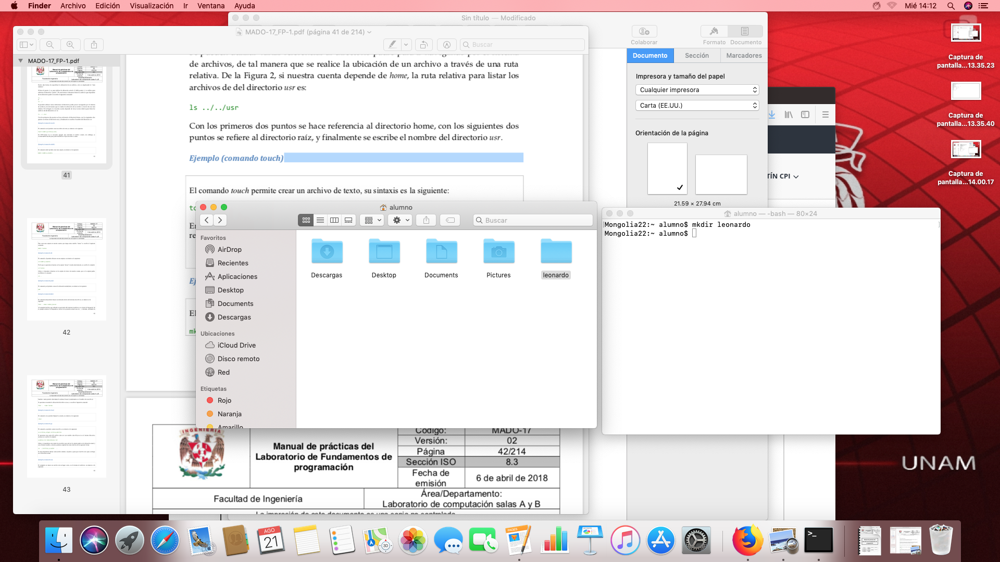 Finder Archivo Edición Visualización Ir Ventana Ayuda
Mié 14:12
Sin título — Modificado
MADO-17_FP-1.pdf (página 41 de 214)
Buscar
Colaborar
Formato Documento
MADO-17_FP-1.pdf
41
42
43
de archivos, de tal manera que se realice la ubicación de un archivo a través de una ruta
relativa. De la Figura 2, si nuestra cuenta depende de home, la ruta relativa para listar los
archivos de del directorio usr es:
ls ../../usr
Con los primeros dos puntos se hace referencia al directorio home, con los siguientes dos
puntos se refiere al directorio raíz, y finalmente se escribe el nombre del directorio usr.
Ejemplo (comando touch)
El comando touch permite crear un archivo de texto, su sintaxis es la siguiente:
Documento Sección Marcadores
Impresora y tamaño del papel
Cualquier impresora
Carta (EE.UU.)
Orientación de la página
21.59 × 27.94 cm
TÍN CPI
Captura de
pantalla...13.35.23
Captura de
pantalla...13.35.40
Captura de
pantalla...14.00.17
alumno
Buscar
Favoritos
AirDrop
Recientes
Aplicaciones
Desktop
Documents
Descargas
Ubicaciones
iCloud Drive
Disco remoto
Red
Etiquetas
Rojo
Naranja
Amarillo
Descargas
Desktop
Documents
Pictures
leonardo
alumno — -bash — 80×24
[Mongolia22:~ alumno$ mkdir leonardo ]
Mongolia22:~ alumno$
INGENIERIA
Manual de prácticas del
Laboratorio de Fundamentos de
programación
Código: MADO-17
Versión: 02
Página 42/214
Sección ISO 8.3
Fecha de
emisión
6 de abril de 2018
Facultad de Ingeniería
Área/Departamento:
Laboratorio de computación salas A y B
UNAM
AGO
21
PAGES
3D
>_